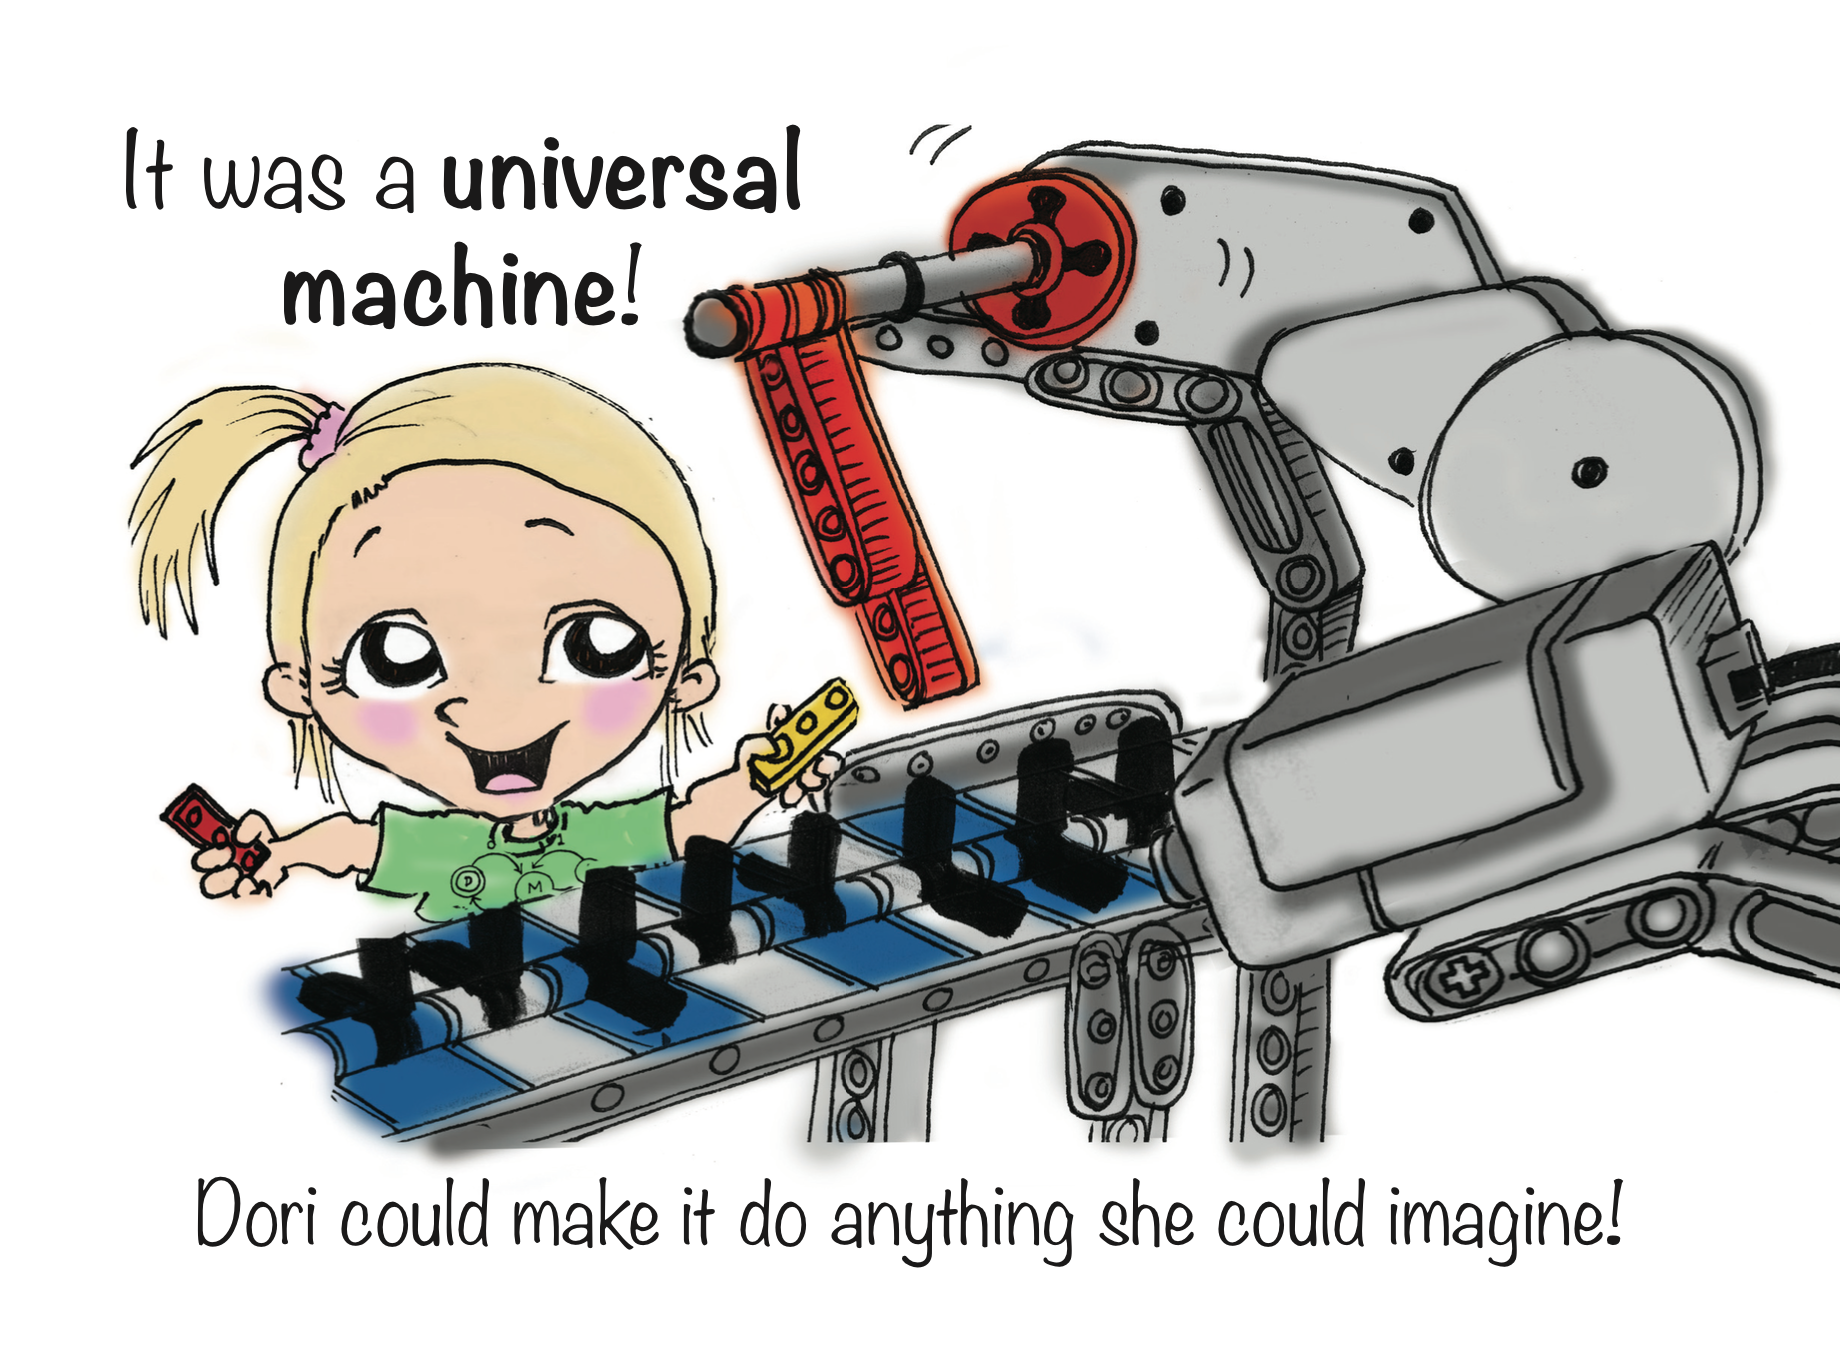 It was a universal
machine!
D
M
Dori could make it do anything she could imagine!